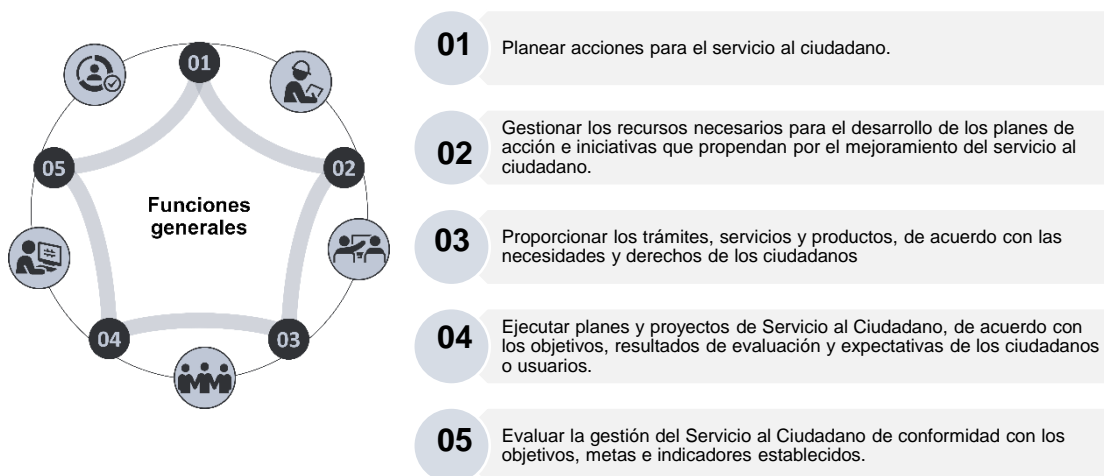 01
02
03
04
05
Funciones
generales
01
Planear acciones para el servicio al ciudadano.
02
Gestionar los recursos necesarios para el desarrollo de los planes de
acción e iniciativas que propendan por el mejoramiento del servicio al
ciudadano.
03
Proporcionar los trámites, servicios y productos, de acuerdo con las
necesidades y derechos de los ciudadanos
04
Ejecutar planes y proyectos de Servicio al Ciudadano, de acuerdo con
los objetivos, resultados de evaluación y expectativas de los ciudadanos
o usuarios.
05
Evaluar la gestión del Servicio al Ciudadano de conformidad con los
objetivos, metas e indicadores establecidos.